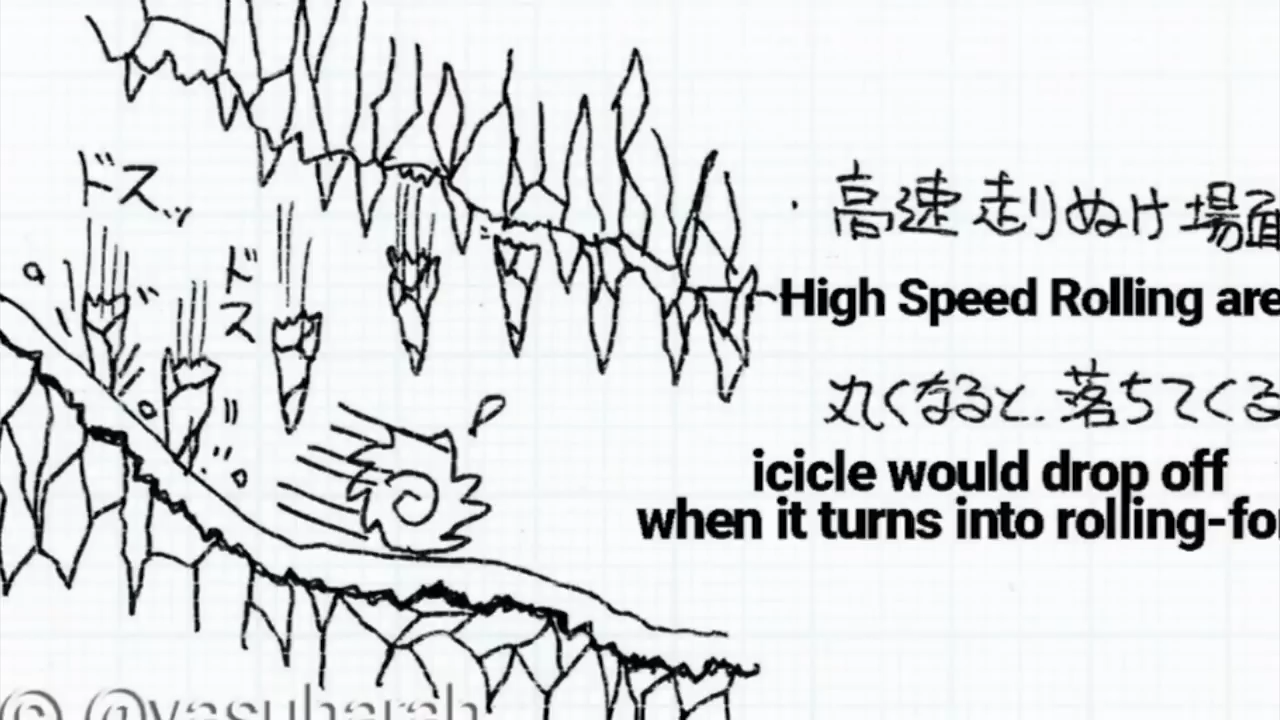 ドスッ
ドス
・高速走りぬけ場面
High Speed Rolling are
丸くなると、落ちてくる
icicle would drop off
when it turns into rolling-for
© @yasuharah